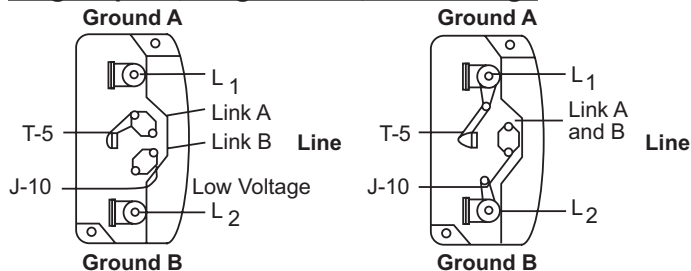 Ground A
L 1
Link A
T-5
Link B
Line
J-10
Low Voltage
L 2
Ground B
Ground A
L 1
Link A
and B
T-5
Line
J-10
L 2
Ground B